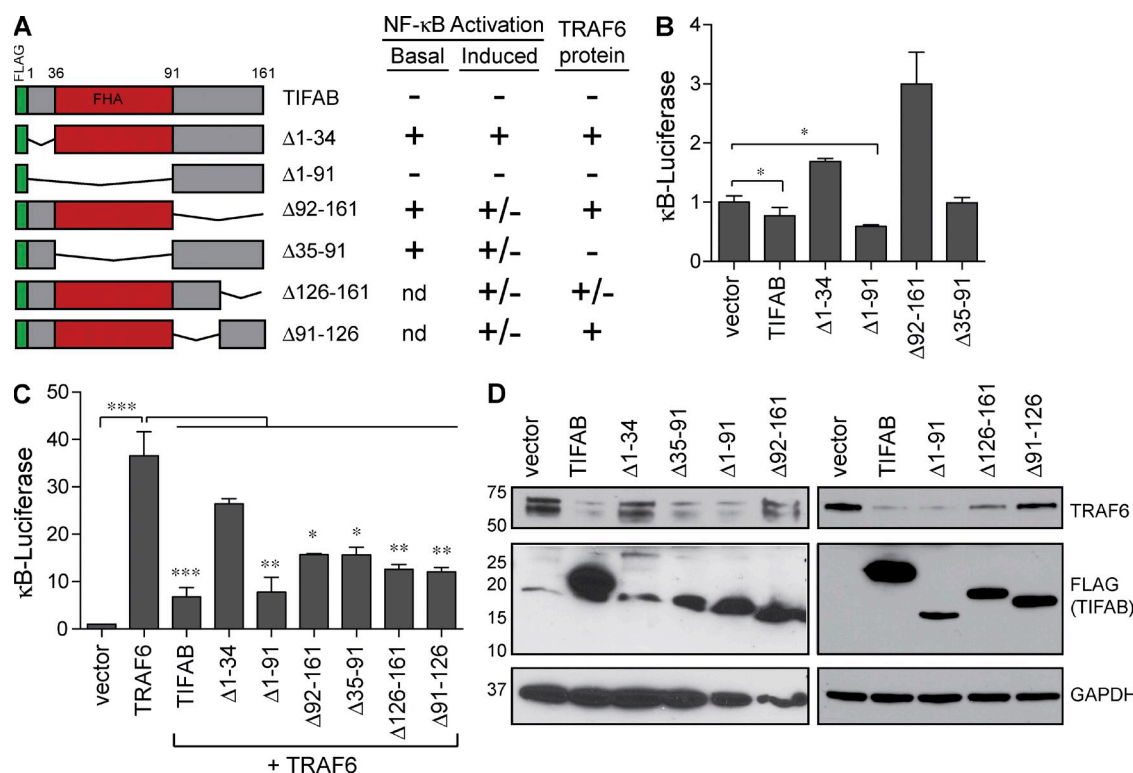 A
FLAG
1 36 91 161
NF-κB Activation
TRAF6 protein
Basal Induced
FHA
TIFAB - - -
Δ1-34 + + +
Δ1-91 - - -
Δ92-161 + +/- +
Δ35-91 + +/- -
Δ126-161 nd +/- +/-
Δ91-126 nd +/- +
B
κB-Luciferase
4
3
2
1
0
*
*
vector
TIFAB
Δ1-34
Δ1-91
Δ92-161
Δ35-91
C
κB-Luciferase
50
40
30
20
10
0
***
***
**
*
*
**
**
vector
TRAF6
TIFAB
Δ1-34
Δ1-91
Δ92-161
Δ35-91
Δ126-161
Δ91-126
+ TRAF6
D
vector
TIFAB
Δ1-34
Δ35-91
Δ1-91
Δ92-161
vector
TIFAB
Δ1-91
Δ126-161
Δ91-126
75
50
TRAF6
25
20
15
10
FLAG
(TIFAB)
37
GAPDH